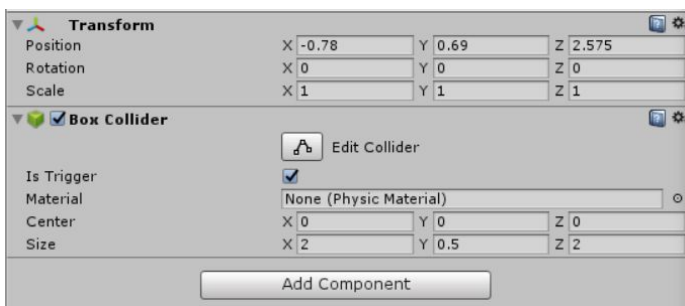 Transform
Position X -0.78 Y 0.69 Z 2.575
Rotation X 0 Y 0 Z 0
Scale X 1 Y 1 Z 1
Box Collider
Edit Collider
Is Trigger
Material None (Physic Material)
Center X 0 Y 0 Z 0
Size X 2 Y 0.5 Z 2
Add Component